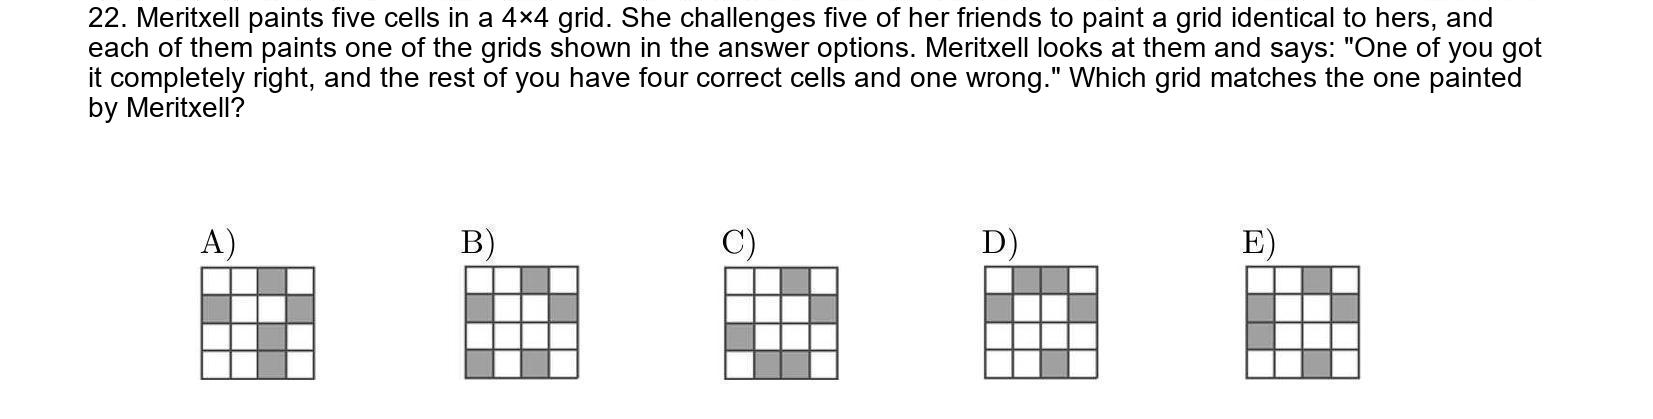 22. Meritxell paints five cells in a 4×4 grid. She challenges five of her friends to paint a grid identical to hers, and
each of them paints one of the grids shown in the answer options. Meritxell looks at them and says: "One of you got
it completely right, and the rest of you have four correct cells and one wrong." Which grid matches the one painted
by Meritxell?
A) B) C) D) E)